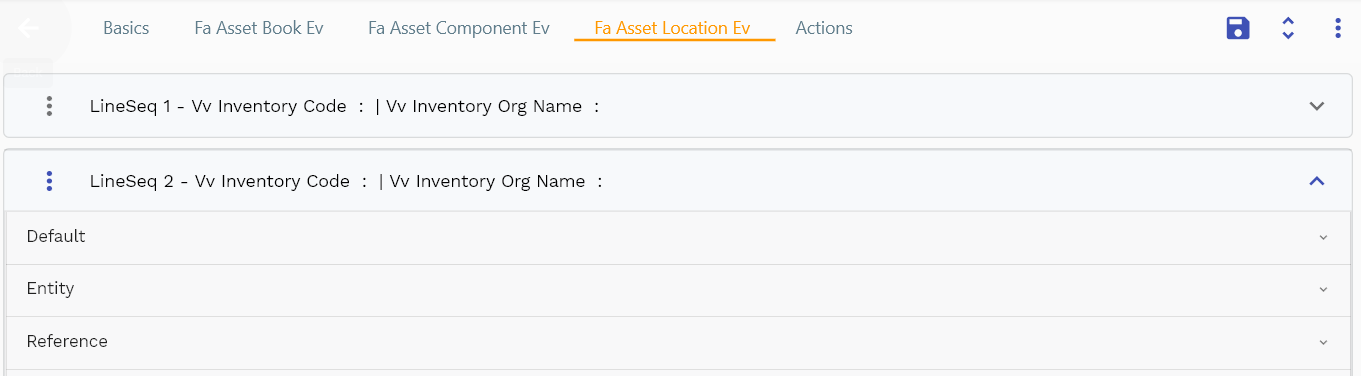 Basics Fa Asset Book Ev Fa Asset Component Ev Fa Asset Location Ev Actions
LineSeq 1 - Vv Inventory Code : | Vv Inventory Org Name :
LineSeq 2 - Vv Inventory Code : | Vv Inventory Org Name :
Default
Entity
Reference